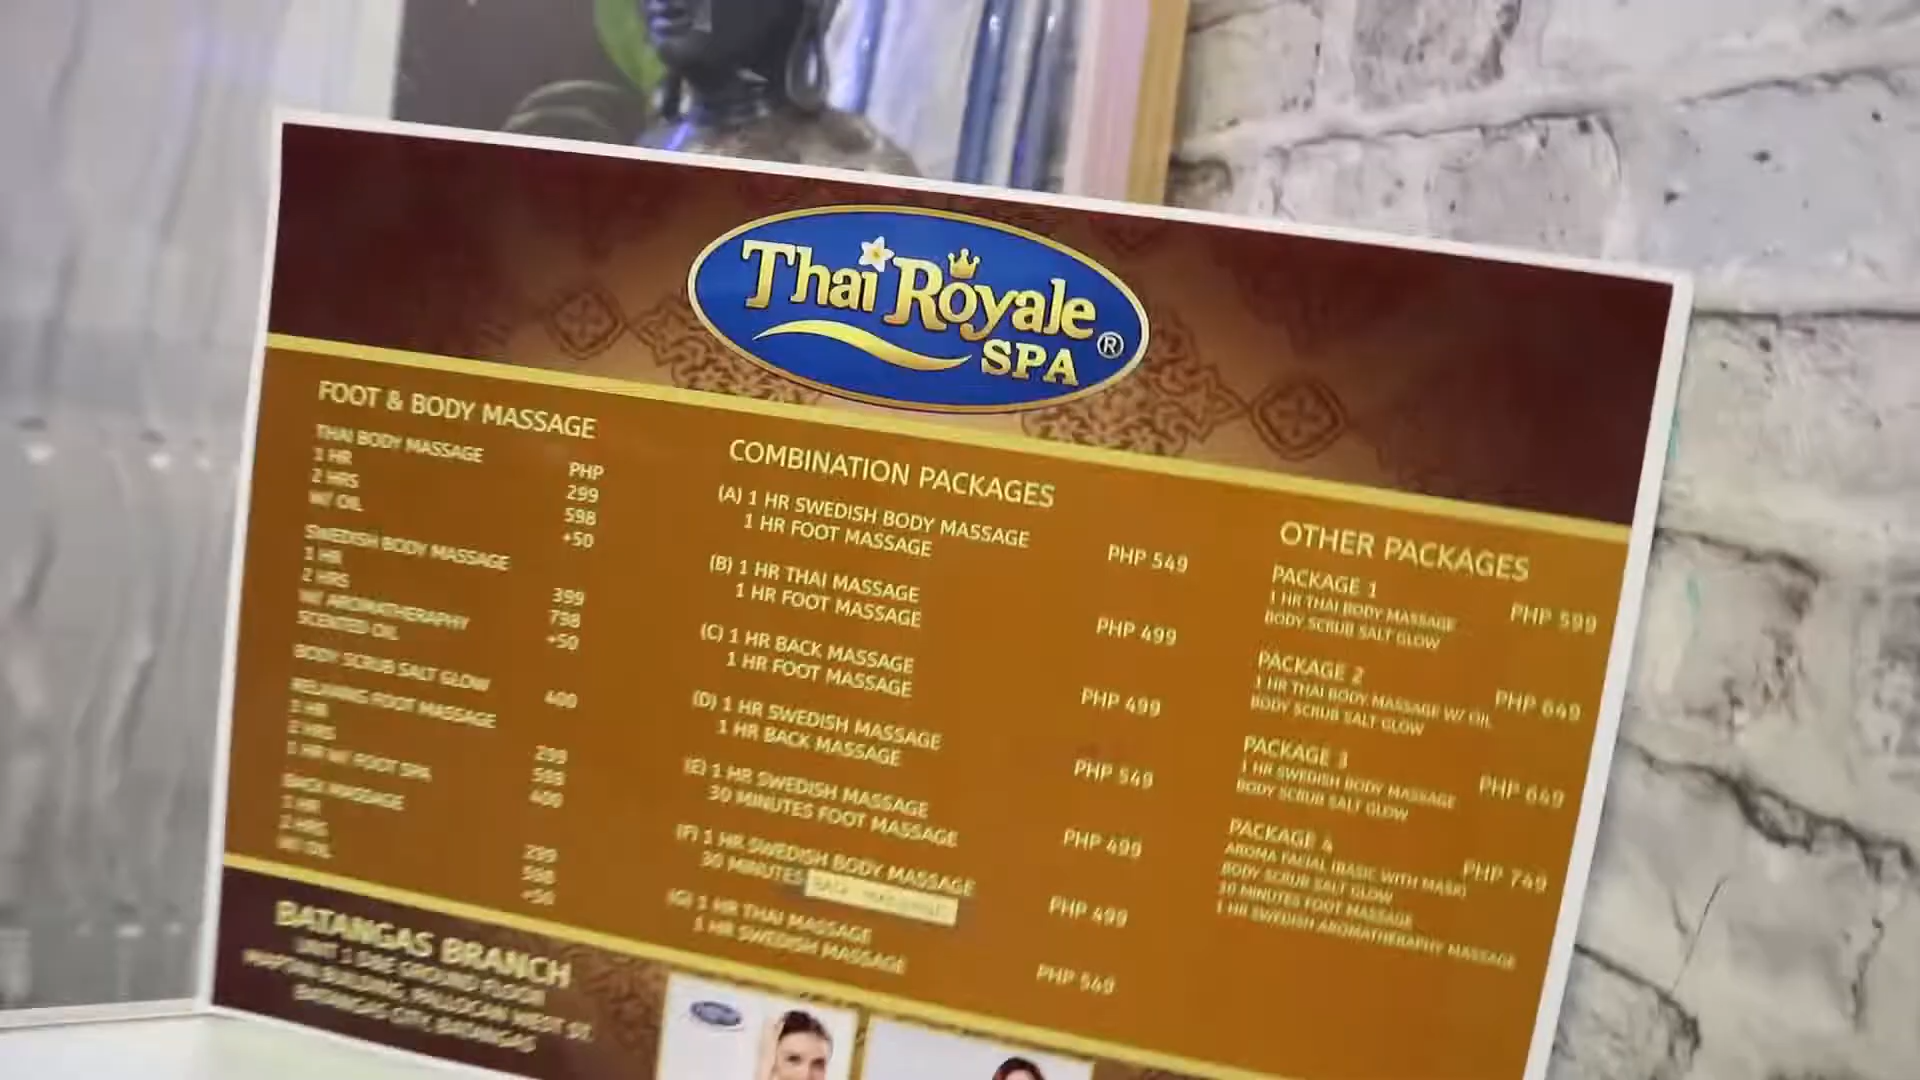 Thai Royale
SPA ®
FOOT & BODY MASSAGE
THAI BODY MASSAGE
PHP
1 HR 299
2 HRS 598
W/ OIL +50
SWEDISH BODY MASSAGE
1 HR 399
2 HRS 798
W/ AROMATHERAPHY +50
SCENTED OIL
BODY SCRUB SALT GLOW 400
RELAXING FOOT MASSAGE
1 HR 299
2 HRS 598
1 HR W/ FOOT SPA 400
BACK MASSAGE
1 HR 299
2 HRS 598
W/ OIL +50
COMBINATION PACKAGES
(A) 1 HR SWEDISH BODY MASSAGE
1 HR FOOT MASSAGE PHP 549
(B) 1 HR THAI MASSAGE
1 HR FOOT MASSAGE PHP 499
(C) 1 HR BACK MASSAGE
1 HR FOOT MASSAGE PHP 499
(D) 1 HR SWEDISH MASSAGE
1 HR BACK MASSAGE PHP 549
(E) 1 HR SWEDISH MASSAGE
30 MINUTES FOOT MASSAGE PHP 499
(F) 1 HR SWEDISH BODY MASSAGE
30 MINUTES PHP 499
(G) 1 HR THAI MASSAGE
1 HR SWEDISH MASSAGE PHP 549
OTHER PACKAGES
PACKAGE 1 PHP 599
1 HR THAI BODY MASSAGE
BODY SCRUB SALT GLOW
PACKAGE 2 PHP 649
1 HR THAI BODY MASSAGE W/ OIL
BODY SCRUB SALT GLOW
PACKAGE 3 PHP 649
1 HR SWEDISH BODY MASSAGE
BODY SCRUB SALT GLOW
PACKAGE 4 PHP 749
AROMA FACIAL (BASIC WITH MASK)
BODY SCRUB SALT GLOW
30 MINUTES FOOT MASSAGE
1 HR SWEDISH AROMATHERAPHY MASSAGE
BATANGAS BRANCH
UNIT 1 GROUND FLOOR
BUILDING, PALLOCAN WEST ST.
BATANGAS CITY, BATANGAS